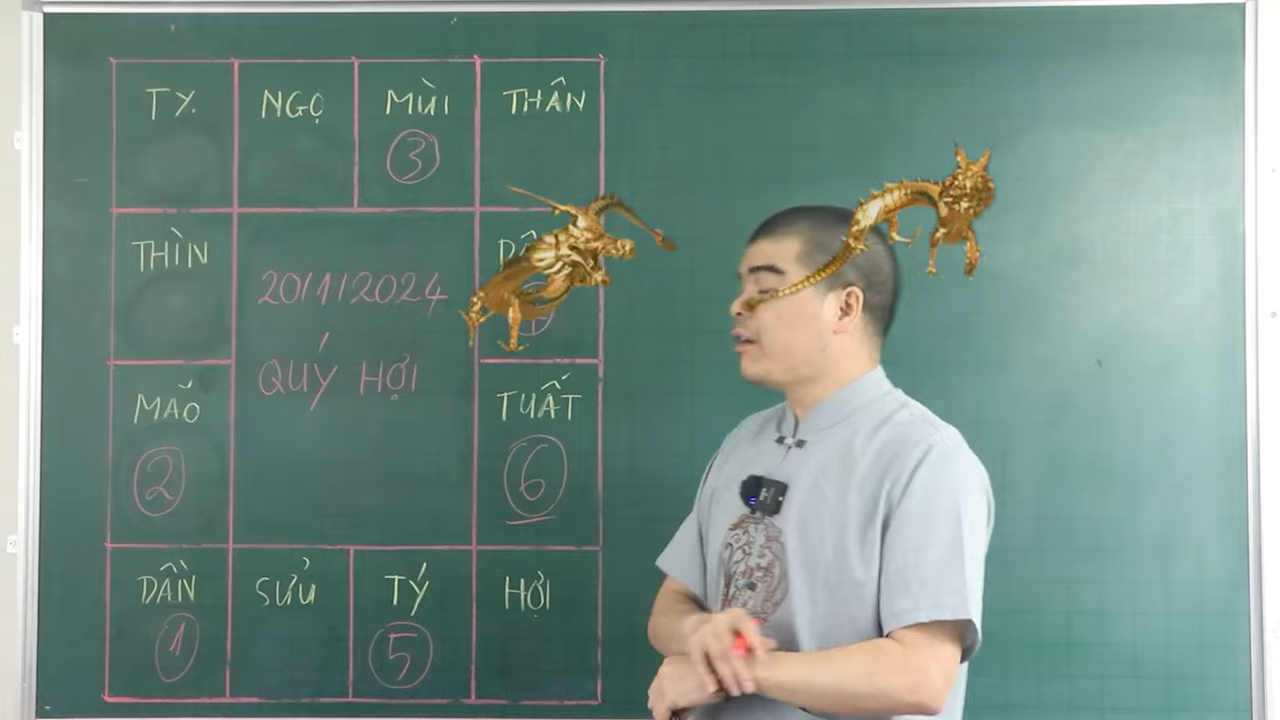 TỴ NGỌ MÙI THÂN
3
THÌN
20/1/2024
QUÝ HỢI
MÃO TUẤT
2 6
DẦN SỬU TÝ HỢI
1 5